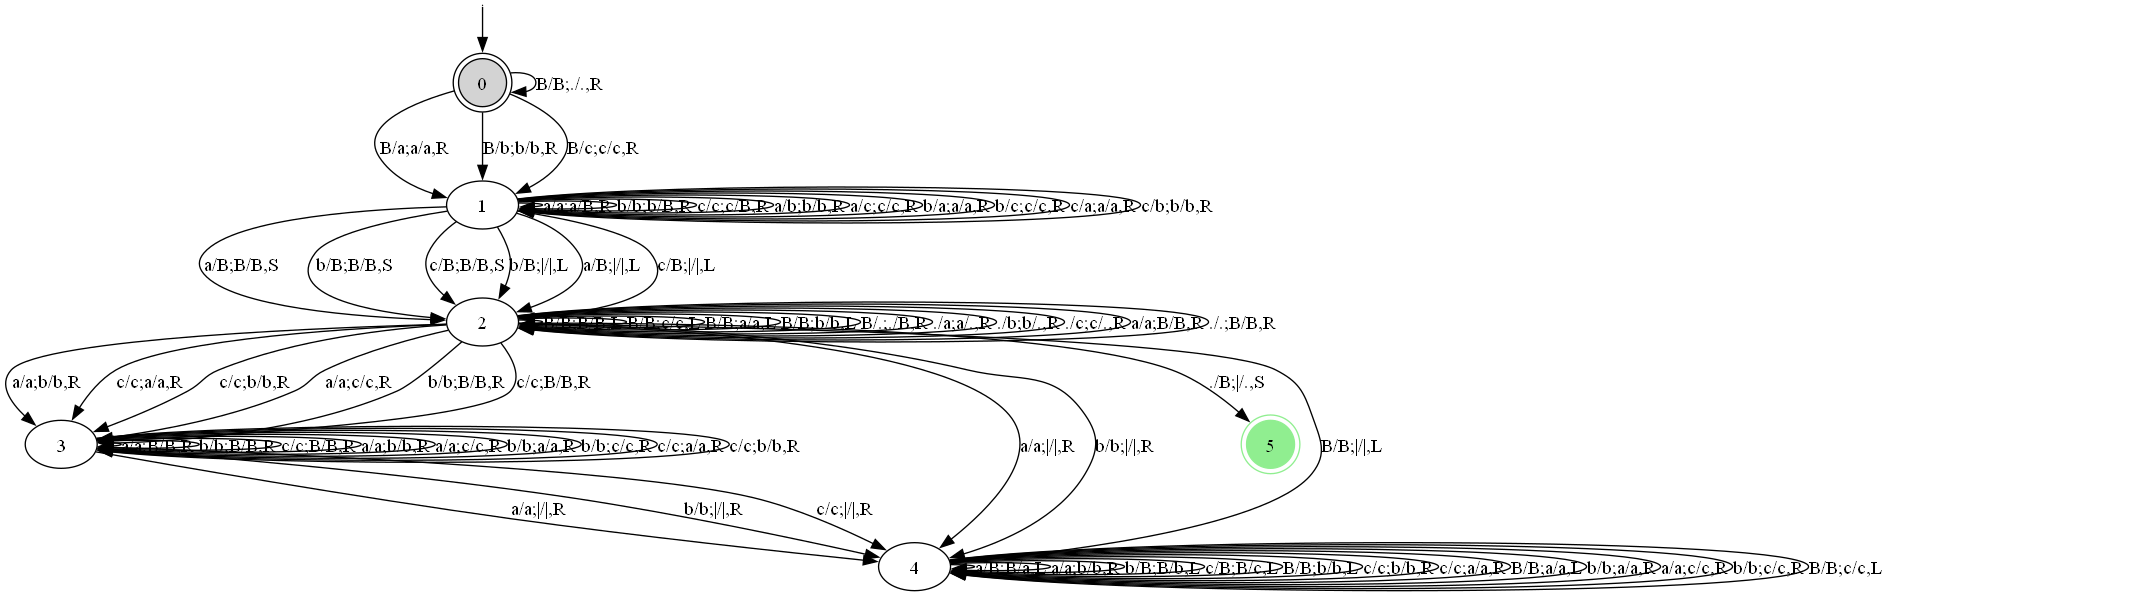 0
B/B;./.,R
B/a;a/a,R
B/b;b/b,R
B/c;c/c,R
1
a/a;a/B,R
b/b;b/B,R
c/c;c/B,R
a/b;b/b,R
a/c;c/c,R
b/a;a/a,R
b/c;c/c,R
c/a;a/a,R
c/b;b/b,R
a/B;B/B,S
b/B;B/B,S
c/B;B/B,S
b/B;|/|,L
a/B;|/|,L
c/B;|/|,L
2
B/B;B/B,L
B/B;c/c,L
B/B;a/a,L
B/B;b/b,L
B/.;./B,R
./a;a/.,R
./b;b/.,R
./c;c/.,R
a/a;B/B,R
./.;B/B,R
a/a;b/b,R
c/c;a/a,R
c/c;b/b,R
a/a;c/c,R
b/b;B/B,R
c/c;B/B,R
a/a;|/|,R
b/b;|/|,R
./B;|/.,S
B/B;|/|,L
3
a/a;B/B,R
b/b;B/B,R
c/c;B/B,R
a/a;b/b,R
a/a;c/c,R
b/b;a/a,R
b/b;c/c,R
c/c;a/a,R
c/c;b/b,R
5
a/a;|/|,R
b/b;|/|,R
c/c;|/|,R
4
a/B;B/a,L
a/a;b/b,R
b/B;B/b,L
c/B;B/c,L
B/B;b/b,L
c/c;b/b,R
c/c;a/a,R
B/B;a/a,L
b/b;a/a,R
a/a;c/c,R
b/b;c/c,R
B/B;c/c,L